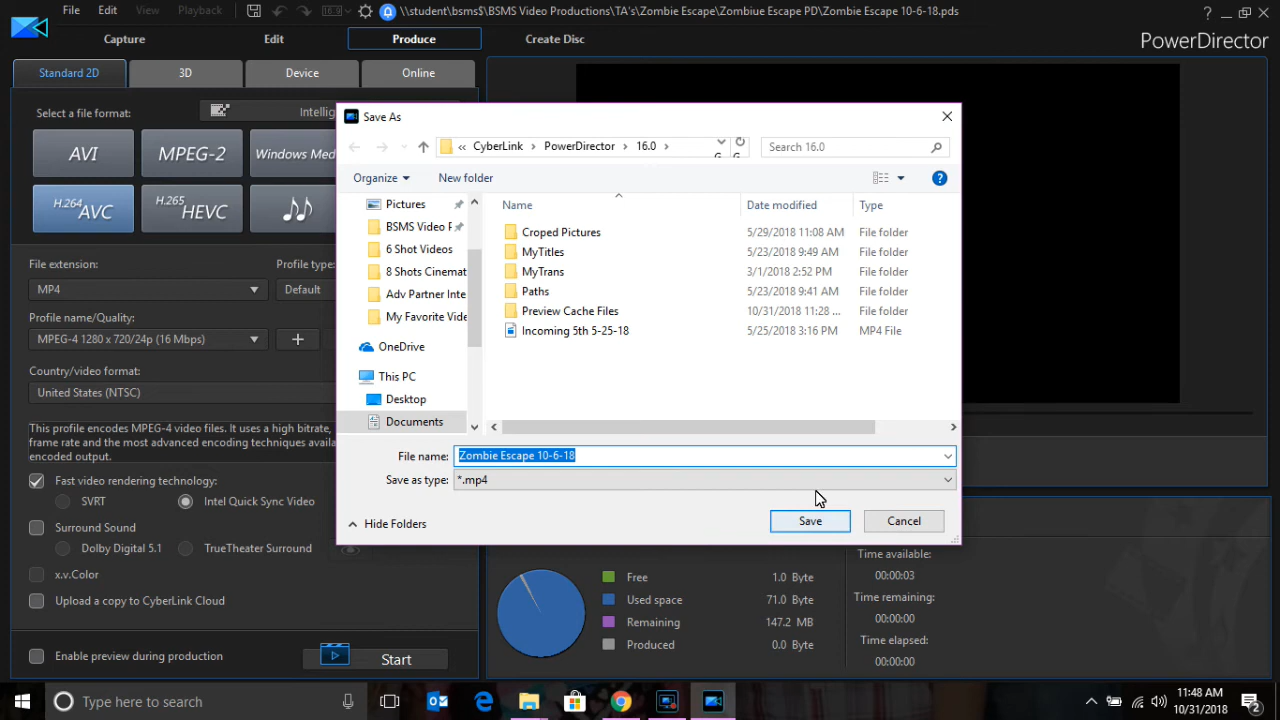 File Edit View Playback 16.9 \\student\bsms$\BSMS Video Productions\TA's\Zombie Escape\Zombiue Escape PD\Zombie Escape 10-6-18.pds ?
Capture Edit Produce Create Disc PowerDirector
Standard 2D 3D Device Online
Select a file format: Intellig
AVI MPEG-2 Windows Med
H.264 AVC H.265 HEVC
File extension: Profile type:
MP4 Default
Profile name/Quality:
MPEG-4 1280 x 720/24p (16 Mbps) +
Country/video format:
United States (NTSC)
This profile encodes MPEG-4 video files. It uses a high bitrate,
frame rate and the most advanced encoding techniques availa
encoded output.
Fast video rendering technology:
SVRT Intel Quick Sync Video
Surround Sound
Dolby Digital 5.1 TrueTheater Surround
x.v.Color
Upload a copy to CyberLink Cloud
Enable preview during production Start
Save As
« CyberLink › PowerDirector › 16.0 › Search 16.0
Organize New folder ?
Name Date modified Type
Pictures
BSMS Video F
6 Shot Videos
8 Shots Cinemat
Adv Partner Inte
My Favorite Vide
OneDrive
This PC
Desktop
Documents
Croped Pictures 5/29/2018 11:08 AM File folder
MyTitles 5/23/2018 9:49 AM File folder
MyTrans 3/1/2018 2:52 PM File folder
Paths 5/23/2018 9:41 AM File folder
Preview Cache Files 10/31/2018 11:28 ... File folder
Incoming 5th 5-25-18 5/25/2018 3:16 PM MP4 File
File name: Zombie Escape 10-6-18
Save as type: *.mp4
Hide Folders Save Cancel
Free 1.0 Byte
Used space 71.0 Byte
Remaining 147.2 MB
Produced 0.0 Byte
Time available:
00:00:03
Time remaining:
00:00:00
Time elapsed:
00:00:00
Type here to search 11:48 AM
10/31/2018 2